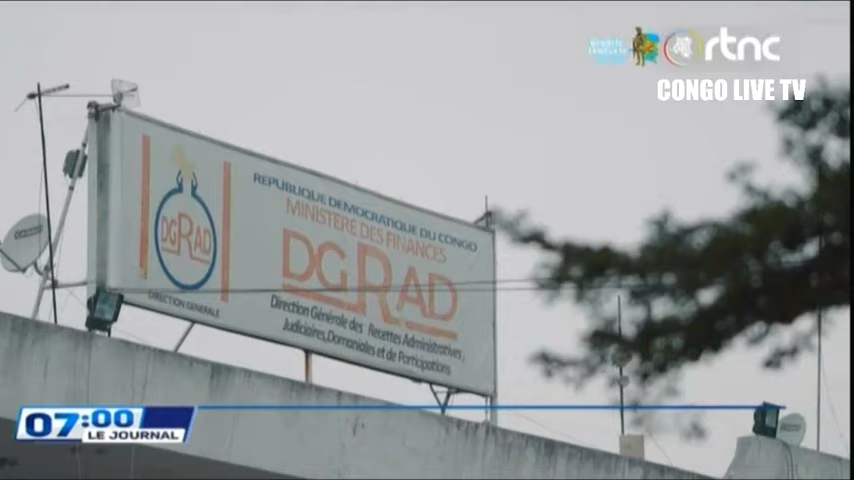 rtnc
CONGO LIVE TV
REPUBLIQUE DEMOCRATIQUE DU CONGO
MINISTERE DES FINANCES
DGRAD
Direction Générale des Recettes Administratives,
Judiciaires, Domaniales et de Participations
DGRAD
DIRECTION GENERALE
07:00
LE JOURNAL